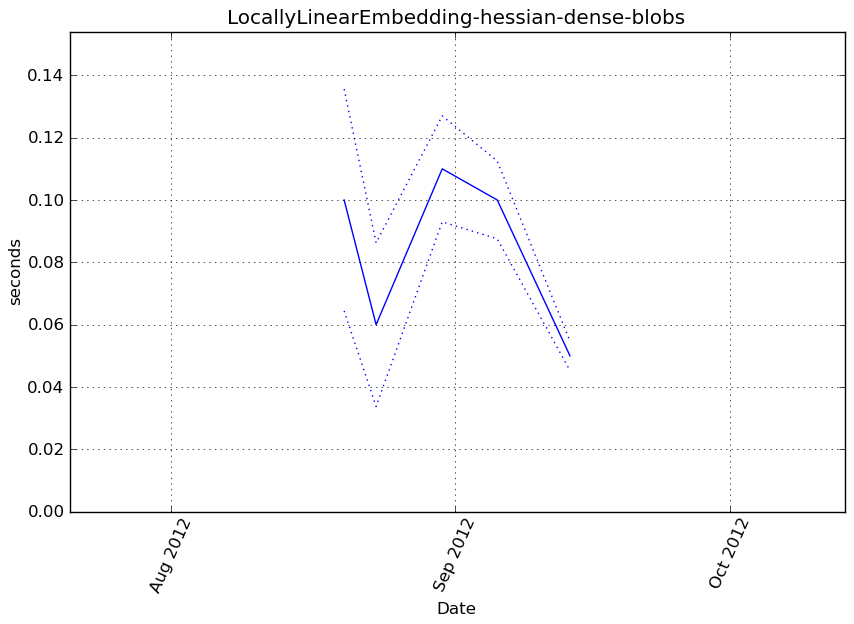 LocallyLinearEmbedding-hessian-dense-blobs
0.14
0.12
0.10
0.08
0.06
0.04
0.02
0.00
seconds
Aug 2012
Sep 2012
Oct 2012
Date